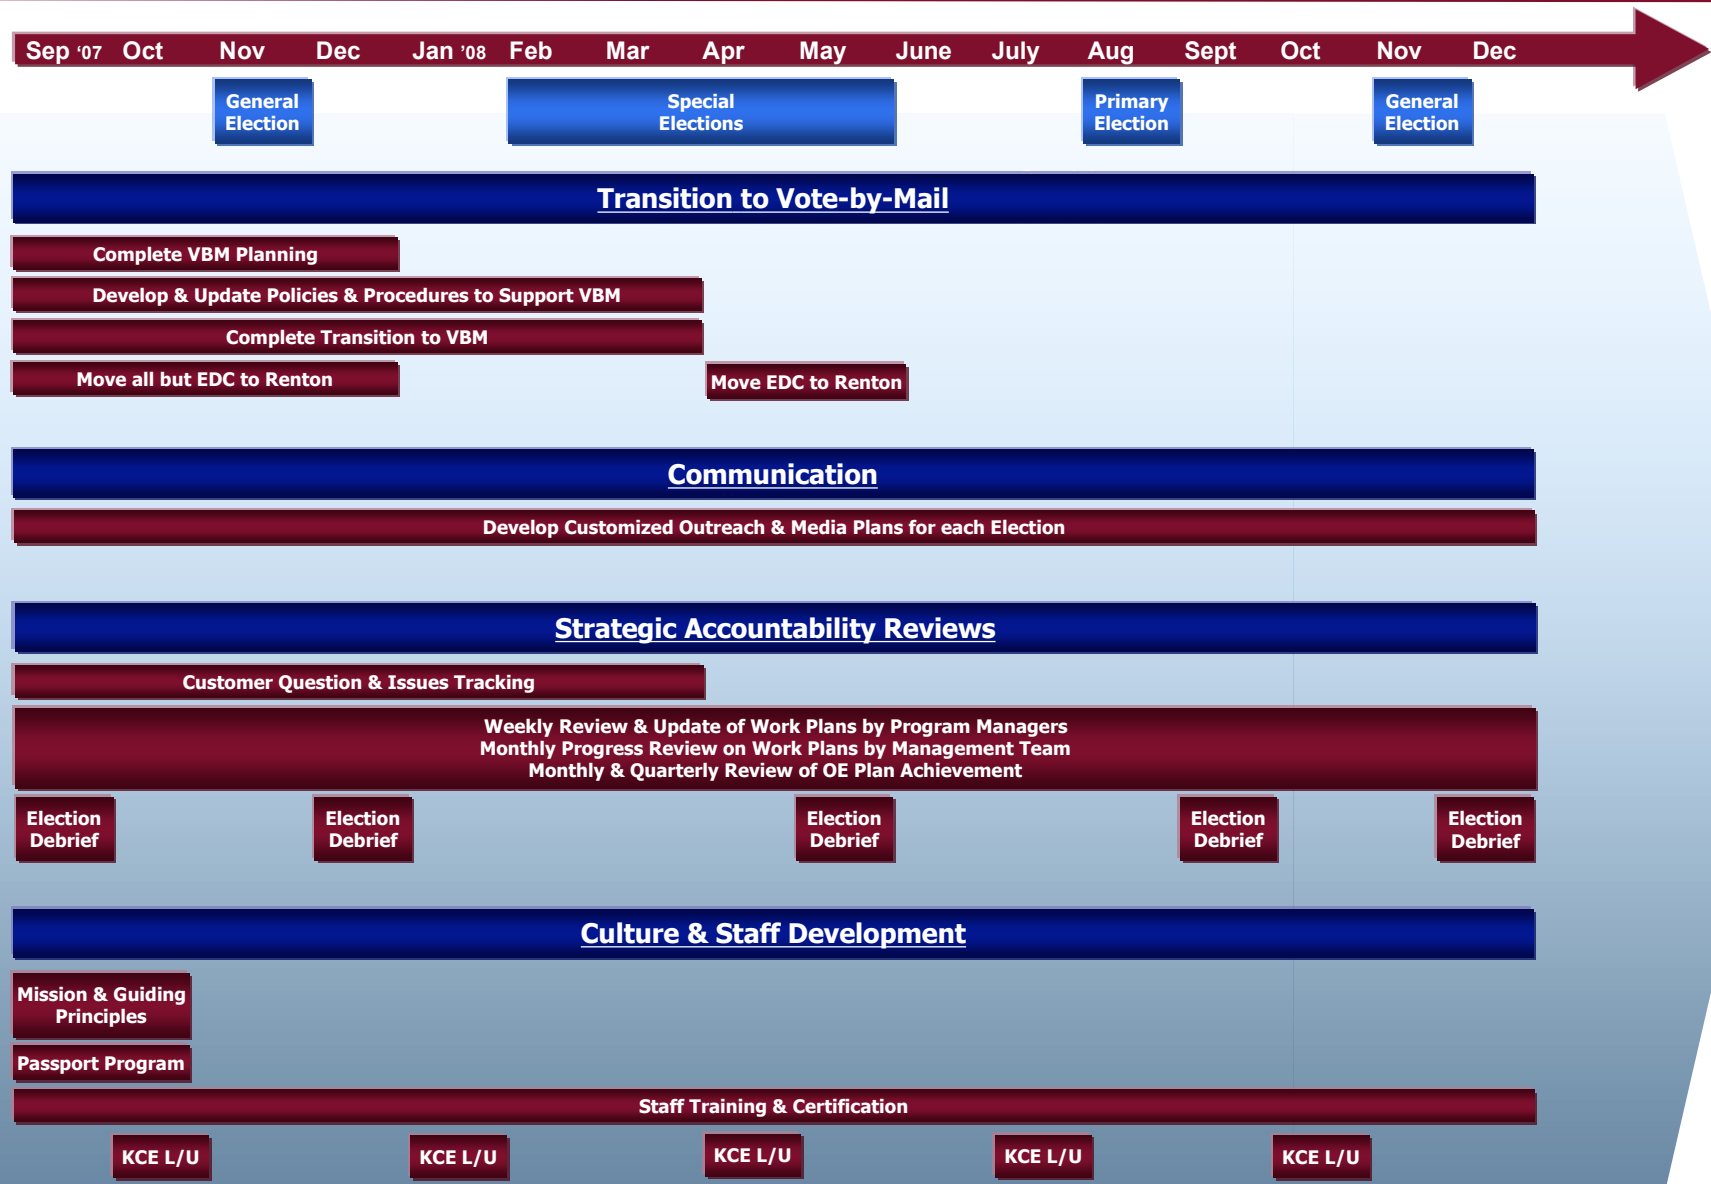 Sep ‘07 Oct Nov Dec Jan ’08 Feb Mar Apr May June July Aug Sept Oct Nov Dec
General
Election
Special
Elections
Primary
Election
General
Election
Transition to Vote-by-Mail
Complete VBM Planning
Develop & Update Policies & Procedures to Support VBM
Complete Transition to VBM
Move all but EDC to Renton
Move EDC to Renton
Communication
Develop Customized Outreach & Media Plans for each Election
Strategic Accountability Reviews
Customer Question & Issues Tracking
Weekly Review & Update of Work Plans by Program Managers
Monthly Progress Review on Work Plans by Management Team
Monthly & Quarterly Review of OE Plan Achievement
Election
Debrief
Election
Debrief
Election
Debrief
Election
Debrief
Election
Debrief
Culture & Staff Development
Mission & Guiding
Principles
Passport Program
Staff Training & Certification
KCE L/U
KCE L/U
KCE L/U
KCE L/U
KCE L/U